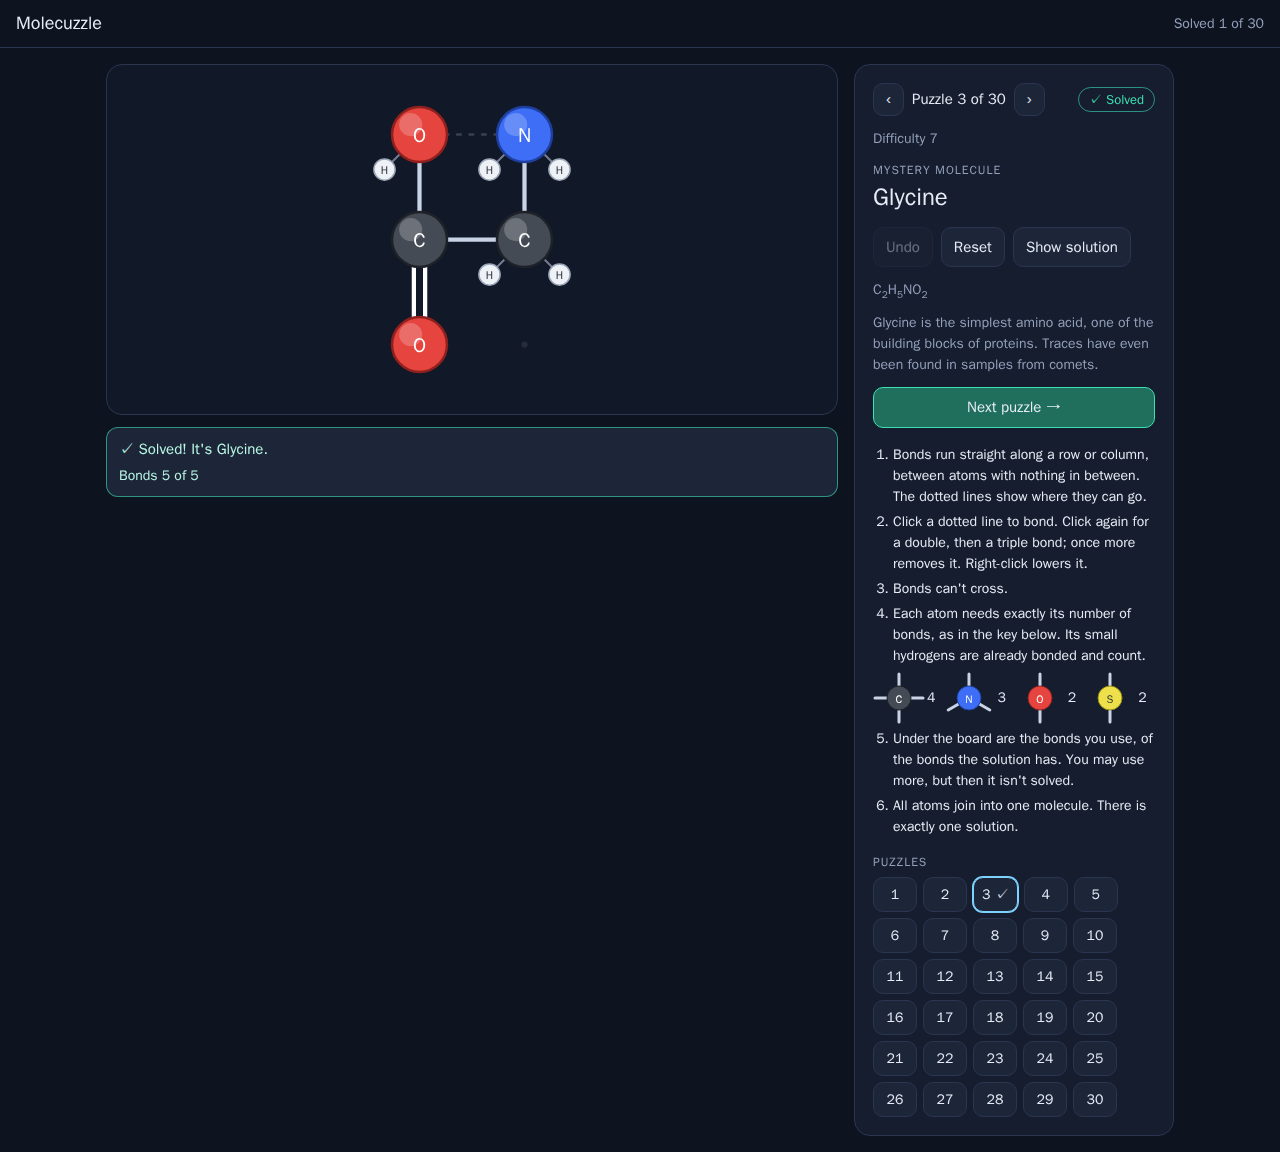 Molecuzzle
Solved 1 of 30
O N
H H H
C C
H H
O
✓ Solved! It's Glycine.
Bonds 5 of 5
‹ Puzzle 3 of 30 › ✓ Solved
Difficulty 7
MYSTERY MOLECULE
Glycine
Undo Reset Show solution
C₂H₅NO₂
Glycine is the simplest amino acid, one of the
building blocks of proteins. Traces have even
been found in samples from comets.
Next puzzle →
1. Bonds run straight along a row or column,
between atoms with nothing in between.
The dotted lines show where they can go.
2. Click a dotted line to bond. Click again for
a double, then a triple bond; once more
removes it. Right-click lowers it.
3. Bonds can't cross.
4. Each atom needs exactly its number of
bonds, as in the key below. Its small
hydrogens are already bonded and count.
C 4 N 3 O 2 S 2
5. Under the board are the bonds you use, of
the bonds the solution has. You may use
more, but then it isn't solved.
6. All atoms join into one molecule. There is
exactly one solution.
PUZZLES
1 2 3 ✓ 4 5
6 7 8 9 10
11 12 13 14 15
16 17 18 19 20
21 22 23 24 25
26 27 28 29 30